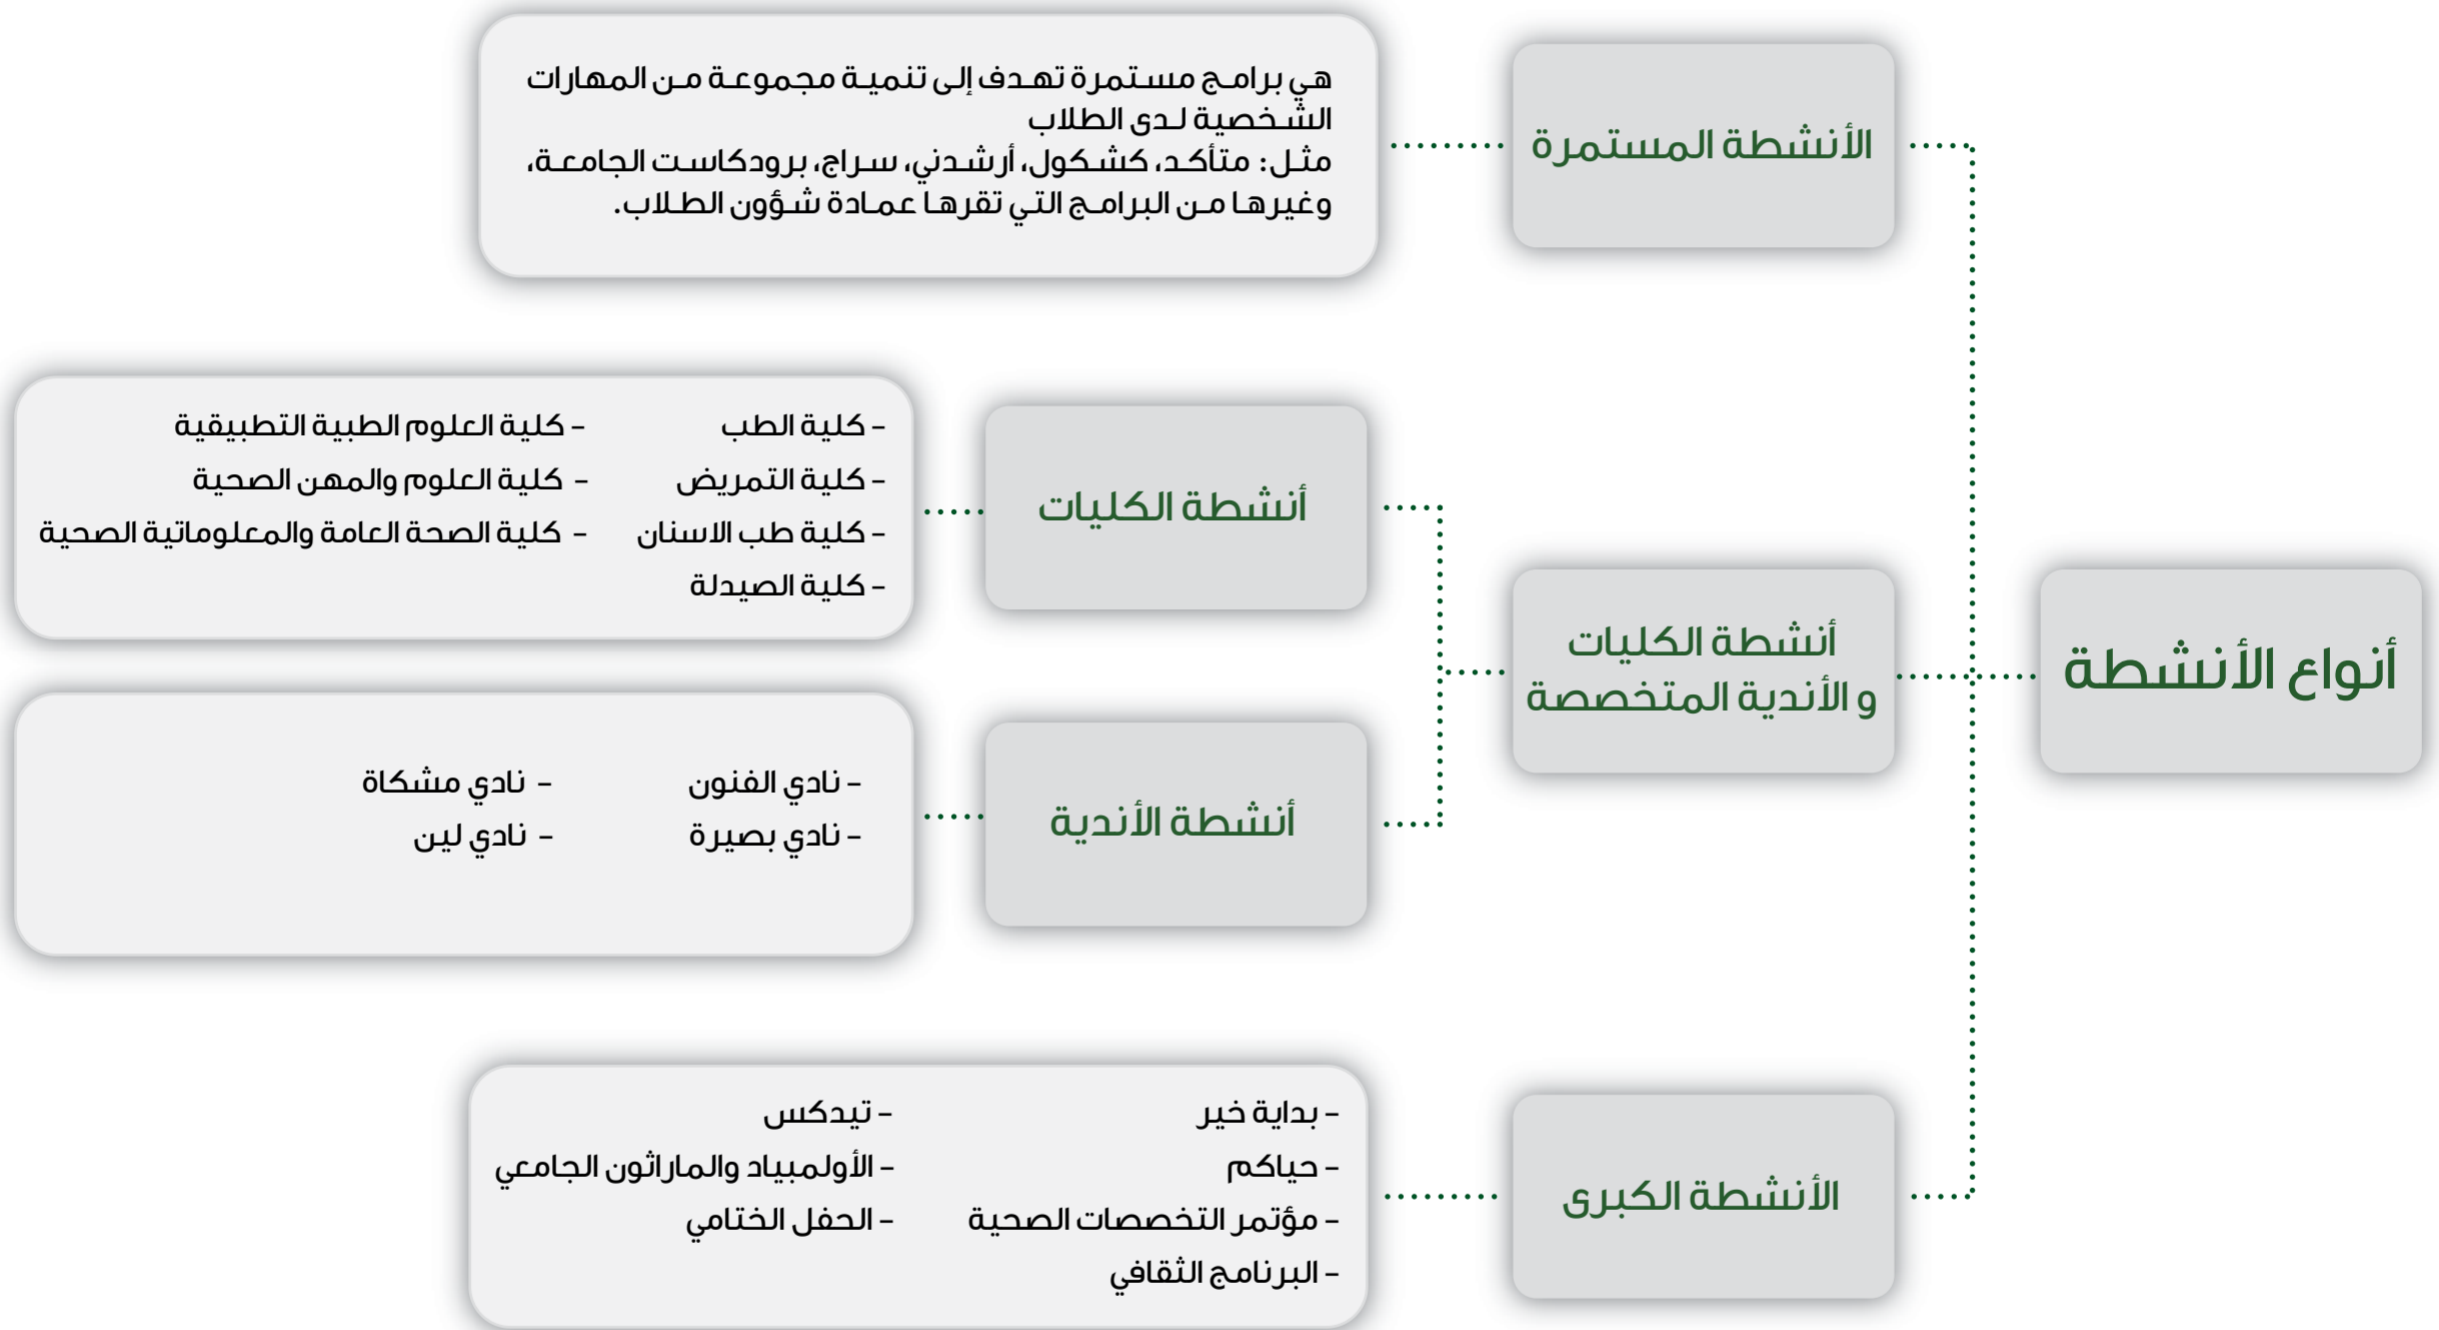 أنواع الأنشطة
الأنشطة المستمرة
هي برامج مستمرة تهدف إلى تنمية مجموعة من المهارات
الشخصية لدى الطلاب
مثل: متأكد، كشكول، أرشدني، سراج، برودكاست الجامعة،
وغيرها من البرامج التي تقرها عمادة شؤون الطلاب.
أنشطة الكليات
و الأندية المتخصصة
أنشطة الكليات
- كلية الطب
- كلية التمريض
- كلية طب الاسنان
- كلية الصيدلة
- كلية العلوم الطبية التطبيقية
- كلية العلوم والمهن الصحية
- كلية الصحة العامة والمعلوماتية الصحية
أنشطة الأندية
- نادي الفنون
- نادي بصيرة
- نادي مشكاة
- نادي لين
الأنشطة الكبرى
- بداية خير
- حياكم
- مؤتمر التخصصات الصحية
- البرنامج الثقافي
- تيدكس
- الأولمبياد والماراثون الجامعي
- الحفل الختامي